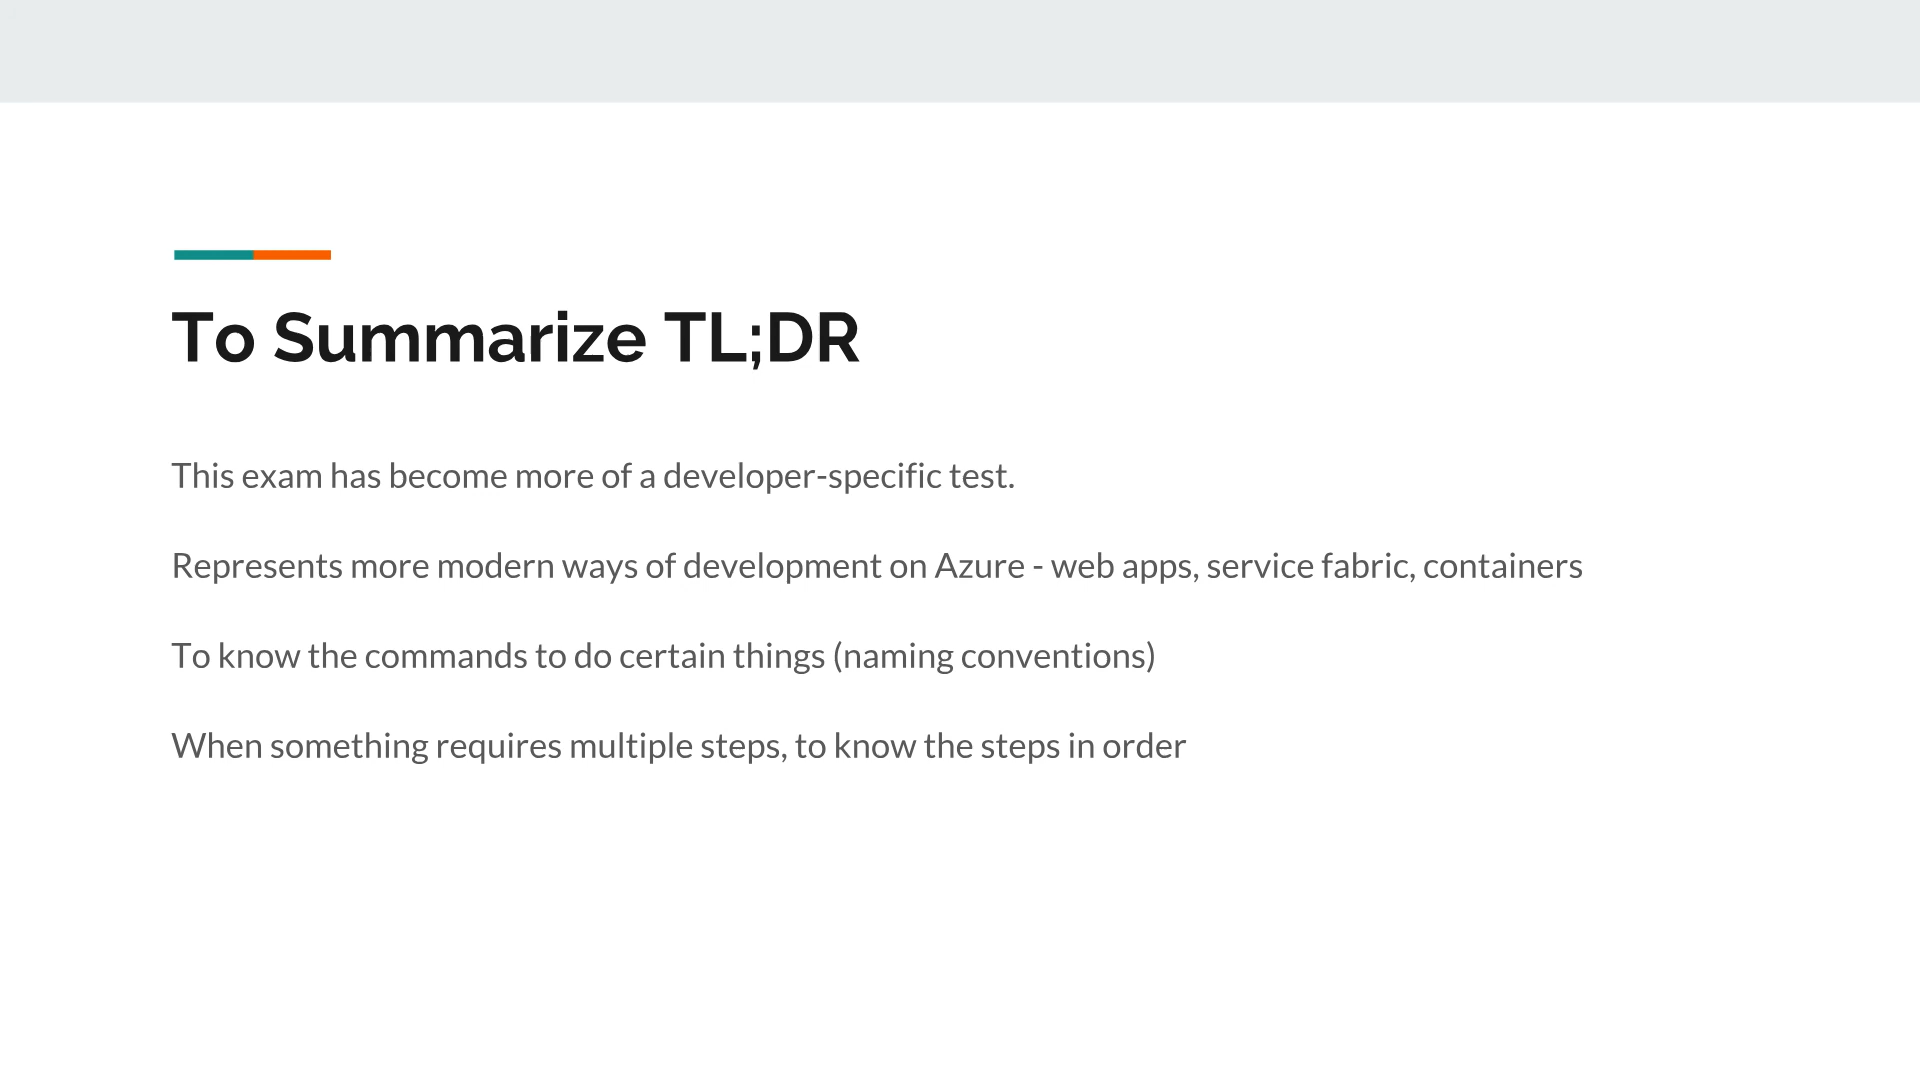 To Summarize TL;DR
This exam has become more of a developer-specific test.
Represents more modern ways of development on Azure - web apps, service fabric, containers
To know the commands to do certain things (naming conventions)
When something requires multiple steps, to know the steps in order